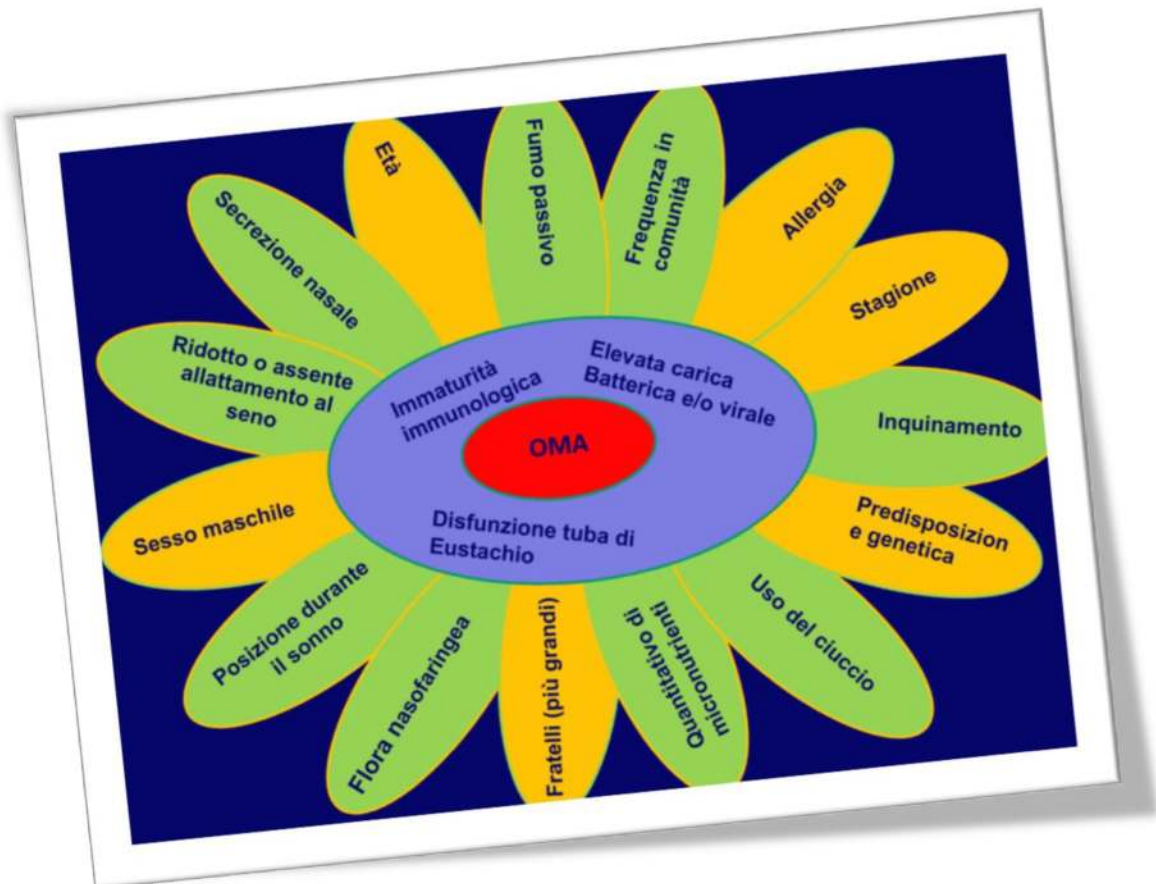 Età
Fumo passivo
Frequenza in
comunità
Allergia
Stagione
Inquinamento
Predisposizion
e genetica
Uso del ciuccio
Quantitativo di
micronutrienti
Fratelli (più grandi)
Flora nasofaringea
Posizione durante
il sonno
Sesso maschile
Ridotto o assente
allattamento al
seno
Secrezione nasale
Immaturità
immunologica
Elevata carica
Batterica e/o virale
OMA
Disfunzione tuba di
Eustachio